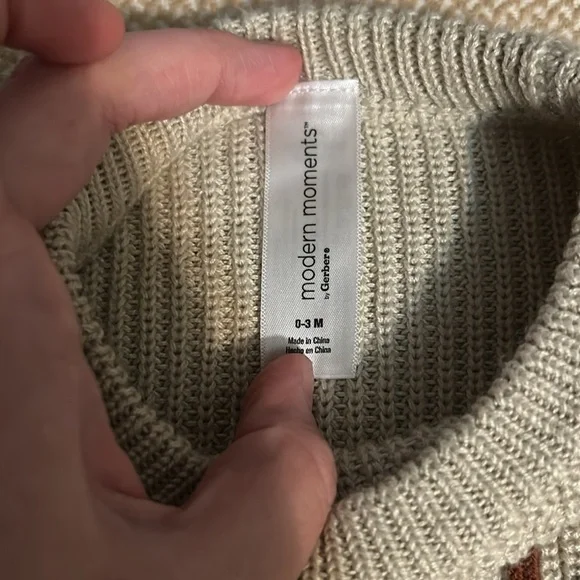 modern moments™
by Gerber®
0-3 M
Made in China
Hecho en China